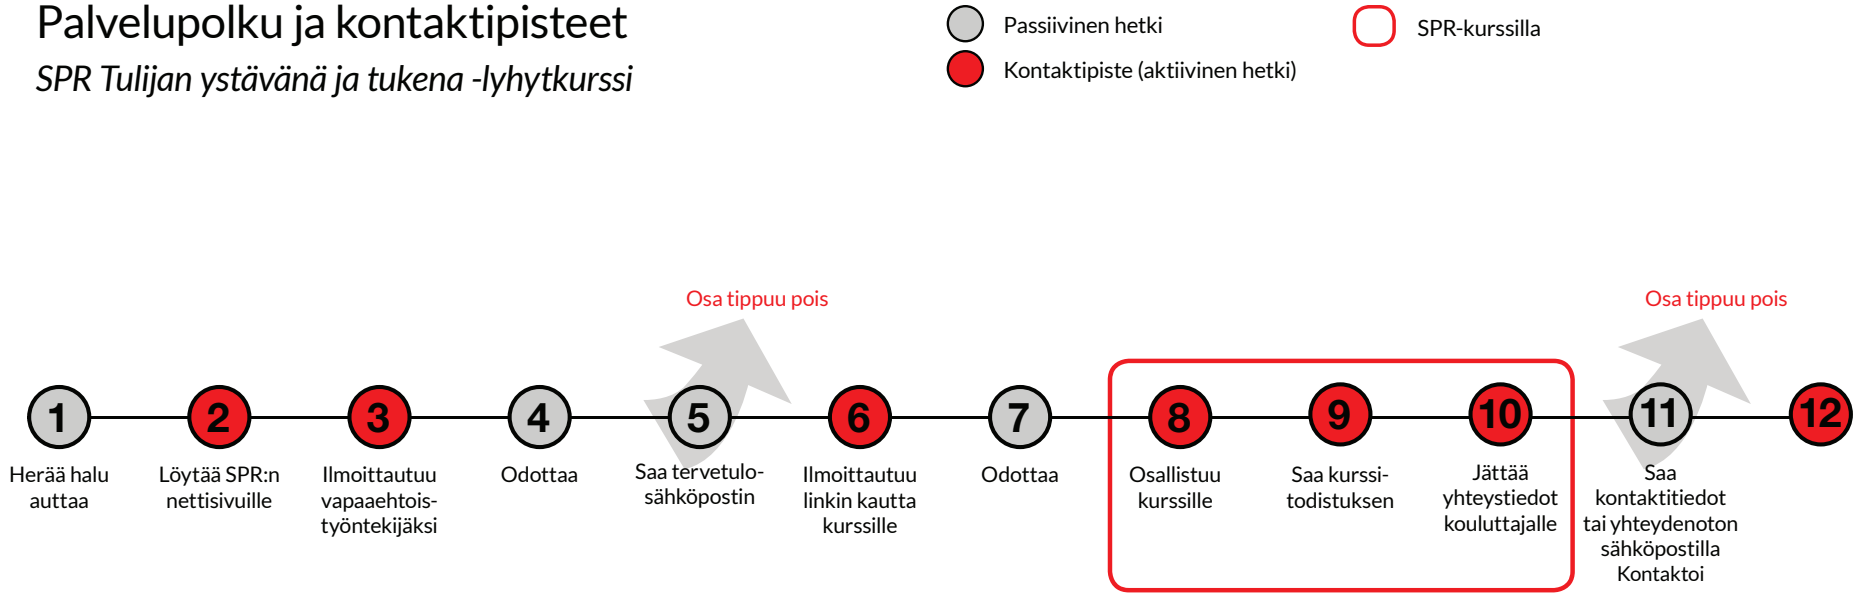 Palvelupolku ja kontaktipisteet
SPR Tulijan ystävänä ja tukena -lyhytkurssi
Passiivinen hetki
Kontaktipiste (aktiivinen hetki)
SPR-kurssilla
Osa tippuu pois
Osa tippuu pois
1
2
3
4
5
6
7
8
9
10
11
12
Herää halu
auttaa
Löytää SPR:n
nettisivuille
Ilmoittautuu
vapaaehtois-
työntekijäksi
Odottaa
Saa tervetulo-
sähköpostin
Ilmoittautuu
linkin kautta
kurssille
Odottaa
Osallistuu
kurssille
Saa kurssi-
todistuksen
Jättää
yhteystiedot
kouluttajalle
Saa
kontaktitiedot
tai yhteydenoton
sähköpostilla
Kontaktoi